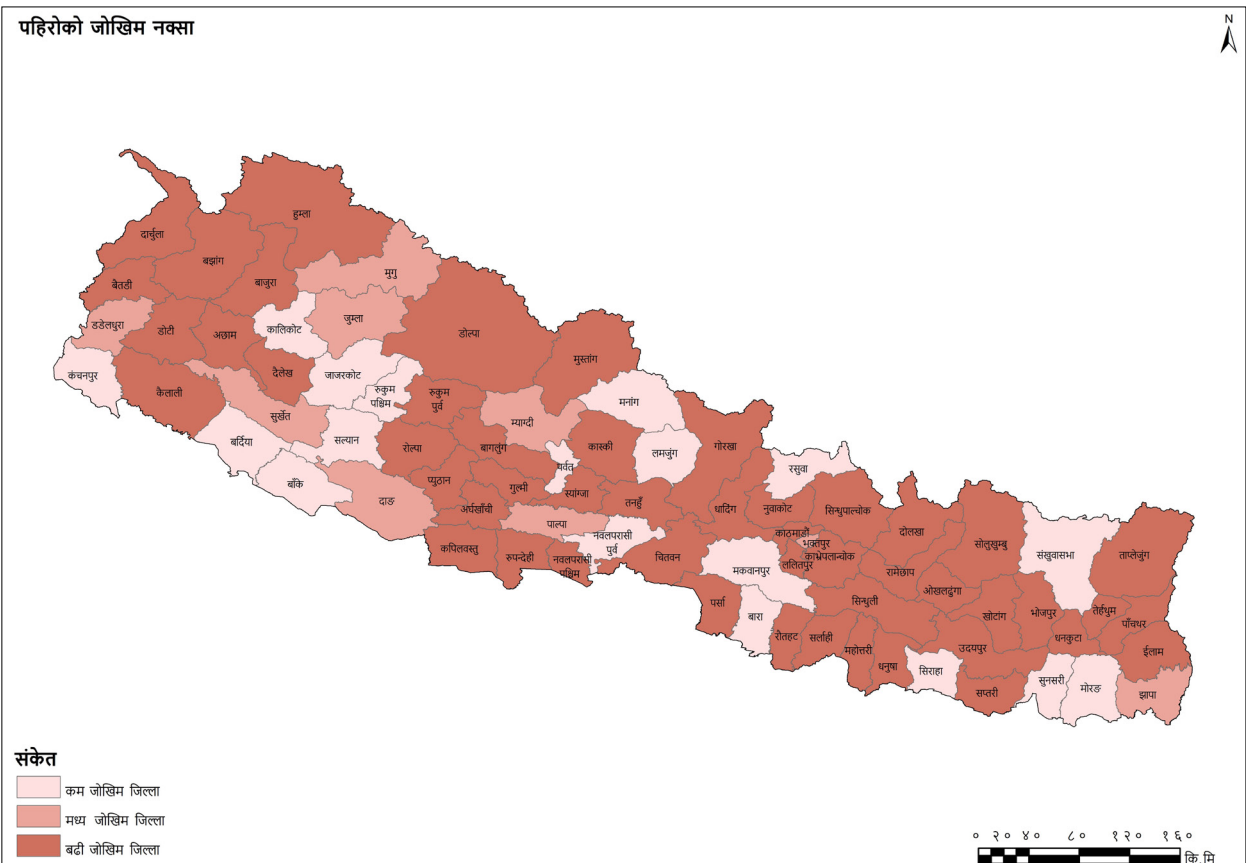 पहिरोको जोखिम नक्सा
N
हुम्ला
दार्चुला
बझांग
मुगु
बाजुरा
बैतडी
जुम्ला
डडेलधुरा
डोटी
अछाम
कालिकोट
डोल्पा
मुस्तांग
दैलेख
जाजरकोट
कंचनपुर
कैलाली
रुकुम
पश्चिम
रुकुम
पुर्व
मनांग
सुर्खेत
म्याग्दी
बर्दिया
सल्यान
रोल्पा
बागलुंग
कास्की
गोरखा
लमजुंग
पर्वत
रसुवा
बाँके
प्युठान
गुल्मी
स्यांग्जा
दाङ
तनहुँ
धादिंग
नुवाकोट
सिन्धुपाल्चोक
अर्घखाँची
पाल्पा
काठमाडौं
दोलखा
नवलपरासी
पुर्व
भक्तपुर
सोलुखुम्बु
कपिलवस्तु
रुपन्देही
नवलपरासी
पश्चिम
चितवन
काभ्रेपलान्चोक
संखुवासभा
ताप्लेजुंग
मकवानपुर
ललितपुर
रामेछाप
ओखलढुंगा
पर्सा
सिन्धुली
खोटांग
भोजपुर
तेर्हथुम
बारा
पाँचथर
रौतहट
सर्लाही
महोत्तरी
उदयपुर
धनकुटा
ईलाम
धनुषा
सिराहा
सुनसरी
मोरङ
सप्तरी
झापा
संकेत
कम जोखिम जिल्ला
मध्य जोखिम जिल्ला
बढी जोखिम जिल्ला
० २० ४० ८० १२० १६०
कि.मि